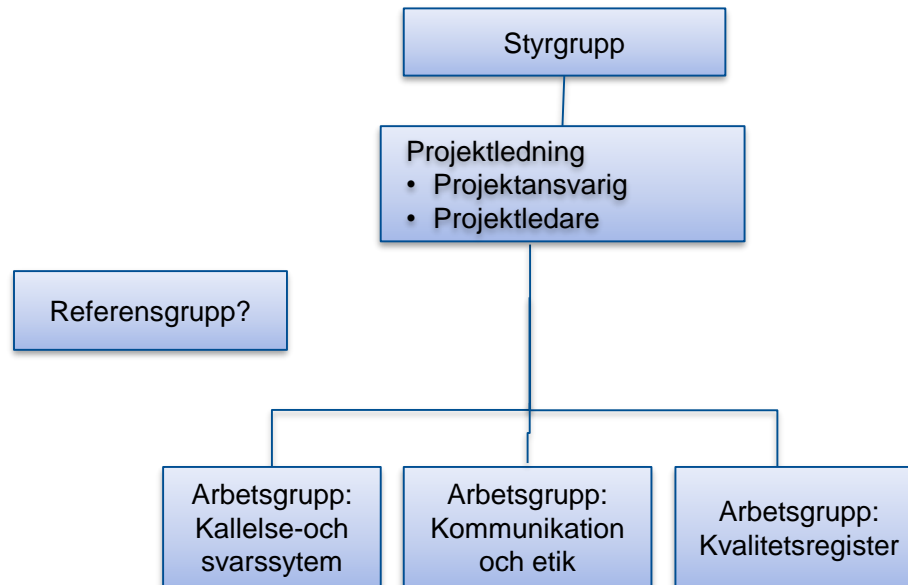 Styrgrupp
Projektledning
• Projektansvarig
• Projektledare
Referensgrupp?
Arbetsgrupp:
Kallelse-och
svarssytem
Arbetsgrupp:
Kommunikation
och etik
Arbetsgrupp:
Kvalitetsregister